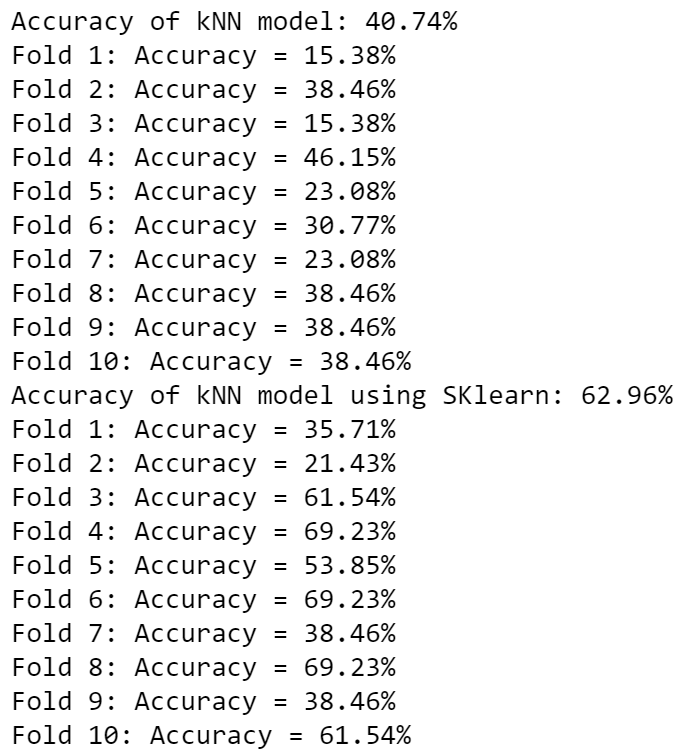 Accuracy of kNN model: 40.74%
Fold 1: Accuracy = 15.38%
Fold 2: Accuracy = 38.46%
Fold 3: Accuracy = 15.38%
Fold 4: Accuracy = 46.15%
Fold 5: Accuracy = 23.08%
Fold 6: Accuracy = 30.77%
Fold 7: Accuracy = 23.08%
Fold 8: Accuracy = 38.46%
Fold 9: Accuracy = 38.46%
Fold 10: Accuracy = 38.46%
Accuracy of kNN model using SKlearn: 62.96%
Fold 1: Accuracy = 35.71%
Fold 2: Accuracy = 21.43%
Fold 3: Accuracy = 61.54%
Fold 4: Accuracy = 69.23%
Fold 5: Accuracy = 53.85%
Fold 6: Accuracy = 69.23%
Fold 7: Accuracy = 38.46%
Fold 8: Accuracy = 69.23%
Fold 9: Accuracy = 38.46%
Fold 10: Accuracy = 61.54%